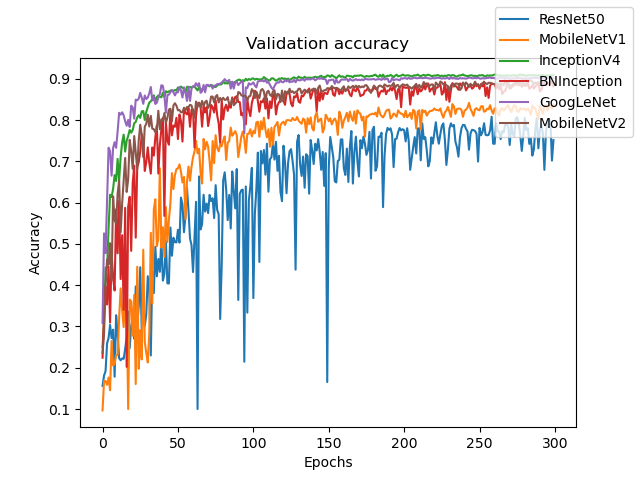 Validation accuracy
ResNet50
MobileNetV1
InceptionV4
BNInception
GoogLeNet
MobileNetV2
Accuracy
0.9
0.8
0.7
0.6
0.5
0.4
0.3
0.2
0.1
0 50 100 150 200 250 300
Epochs